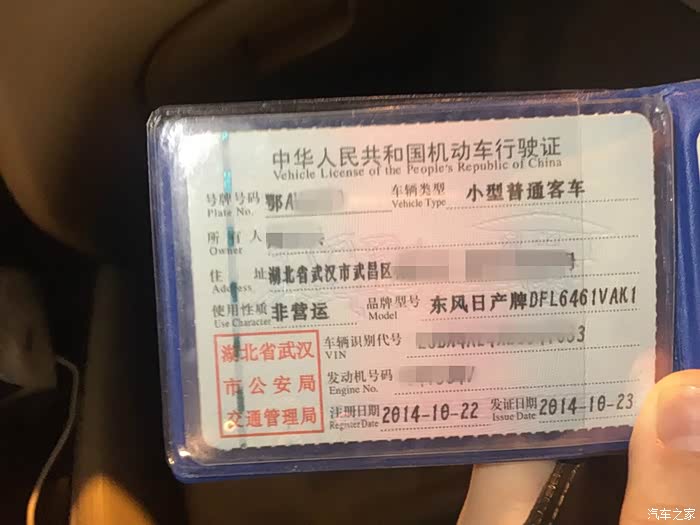 中华人民共和国机动车行驶证
Vehicle License of the People's Republic of China
号牌号码 鄂A 车辆类型 小型普通客车
Plate No. Vehicle Type
所有人
Owner
住址 湖北省武汉市武昌区 号
Address
使用性质 非营运 品牌型号 东风日产牌DFL6461VAK1
Use Character Model
湖北省武汉
市公安局
交通管理局
车辆识别代号
VIN
发动机号码
Engine No.
注册日期 2014-10-22 发证日期 2014-10-23
Register Date Issue Date
汽车之家